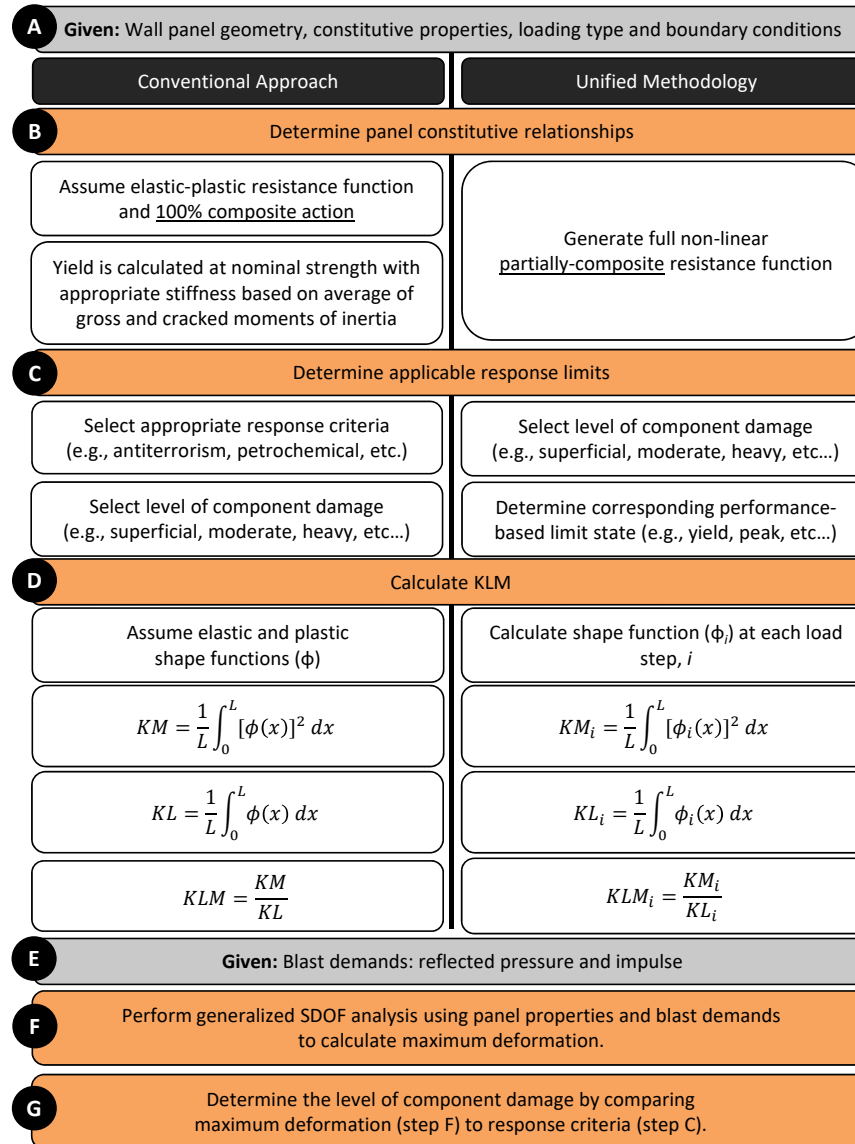 A
Given: Wall panel geometry, constitutive properties, loading type and boundary conditions
Conventional Approach
Unified Methodology
B
Determine panel constitutive relationships
Assume elastic-plastic resistance function
and 100% composite action
Yield is calculated at nominal strength with
appropriate stiffness based on average of
gross and cracked moments of inertia
Generate full non-linear
partially-composite resistance function
C
Determine applicable response limits
Select appropriate response criteria
(e.g., antiterrorism, petrochemical, etc.)
Select level of component damage
(e.g., superficial, moderate, heavy, etc…)
Select level of component damage
(e.g., superficial, moderate, heavy, etc…)
Determine corresponding performance-
based limit state (e.g., yield, peak, etc…)
D
Calculate KLM
Assume elastic and plastic
shape functions (ϕ)
KM = 1/L ∫₀ᴸ [ϕ(x)]² dx
KL = 1/L ∫₀ᴸ ϕ(x) dx
KLM = KM/KL
Calculate shape function (ϕᵢ) at each load
step, i
KMᵢ = 1/L ∫₀ᴸ [ϕᵢ(x)]² dx
KLᵢ = 1/L ∫₀ᴸ ϕᵢ(x) dx
KLMᵢ = KMᵢ/KLᵢ
E
Given: Blast demands: reflected pressure and impulse
F
Perform generalized SDOF analysis using panel properties and blast demands
to calculate maximum deformation.
G
Determine the level of component damage by comparing
maximum deformation (step F) to response criteria (step C).